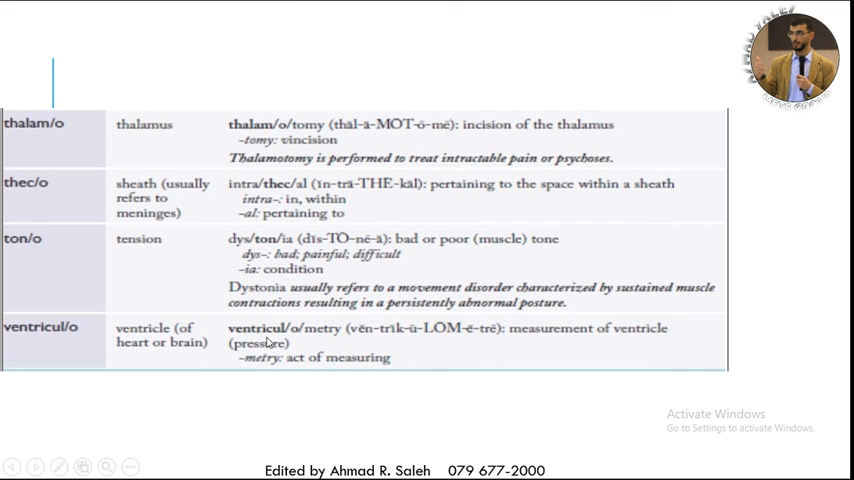 thalam/o thalamus thalam/o/tomy (thăl-ă-MOT-ō-mē): incision of the thalamus
–tomy: vincision
Thalamotomy is performed to treat intractable pain or psychoses.
thec/o sheath (usually intra/thec/al (ĭn-tră-THĒ-kăl): pertaining to the space within a sheath
refers to intra–: in, within
meninges) -al: pertaining to
ton/o tension dys/ton/ia (dĭs-TŌ-nē-ă): bad or poor (muscle) tone
dys–: bad; painful; difficult
-ia: condition
Dystonia usually refers to a movement disorder characterized by sustained muscle
contractions resulting in a persistently abnormal posture.
ventricul/o ventricle (of ventricul/o/metry (vĕn-trĭk-ū-LOM-ĕ-trē): measurement of ventricle
heart or brain) (pressure)
–metry: act of measuring
Activate Windows
Go to Settings to activate Windows.
Edited by Ahmad R. Saleh 079 677-2000